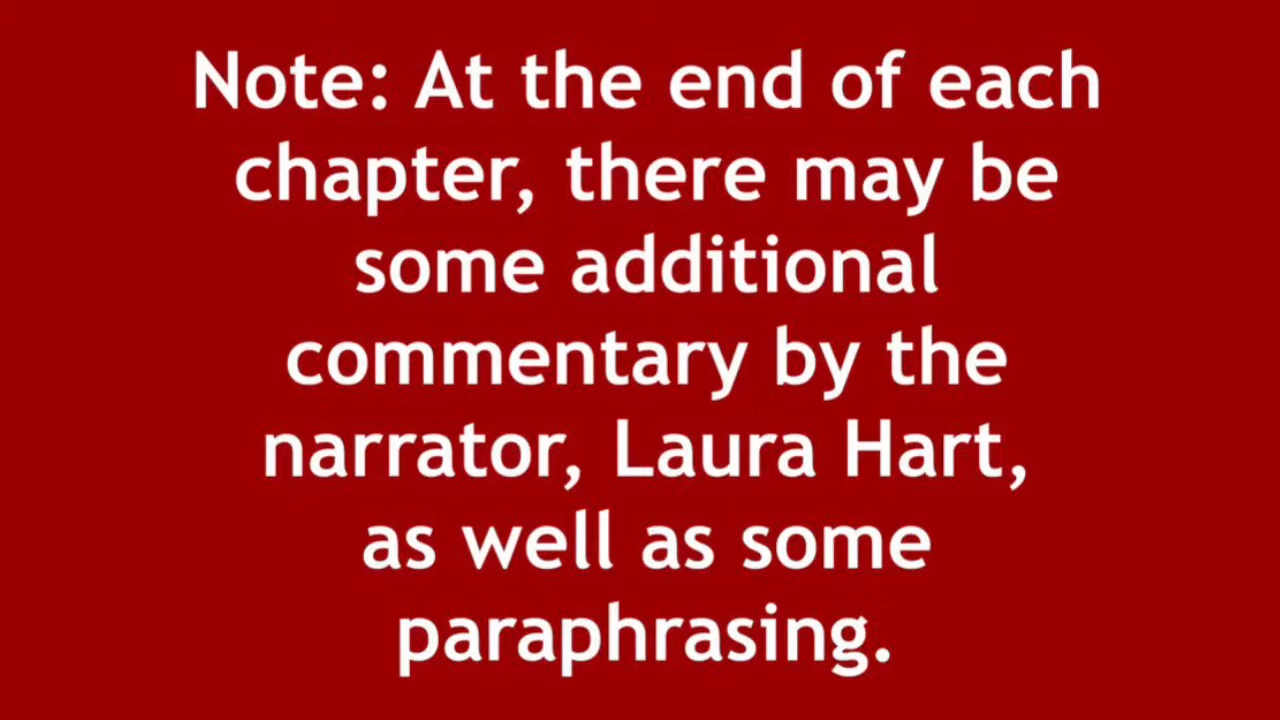 Note: At the end of each
chapter, there may be
some additional
commentary by the
narrator, Laura Hart,
as well as some
paraphrasing.